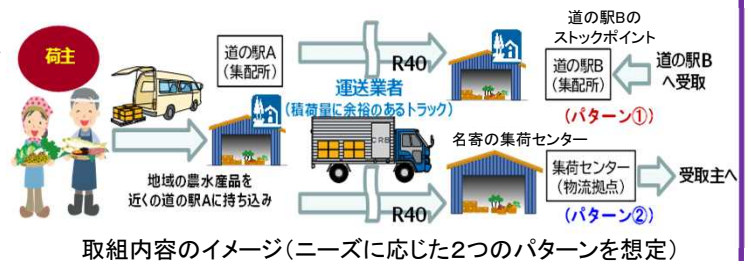 荷主
地域の農水産品を
近くの道の駅Aに持ち込み
道の駅A
(集配所)
R40
運送業者
(積荷量に余裕のあるトラック)
CRB
R40
道の駅Bの
ストックポイント
道の駅B
(集配所)
道の駅B
へ受取
(パターン①)
名寄の集荷センター
集荷センター
(物流拠点)
受取主へ
(パターン②)
取組内容のイメージ(ニーズに応じた2つのパターンを想定)